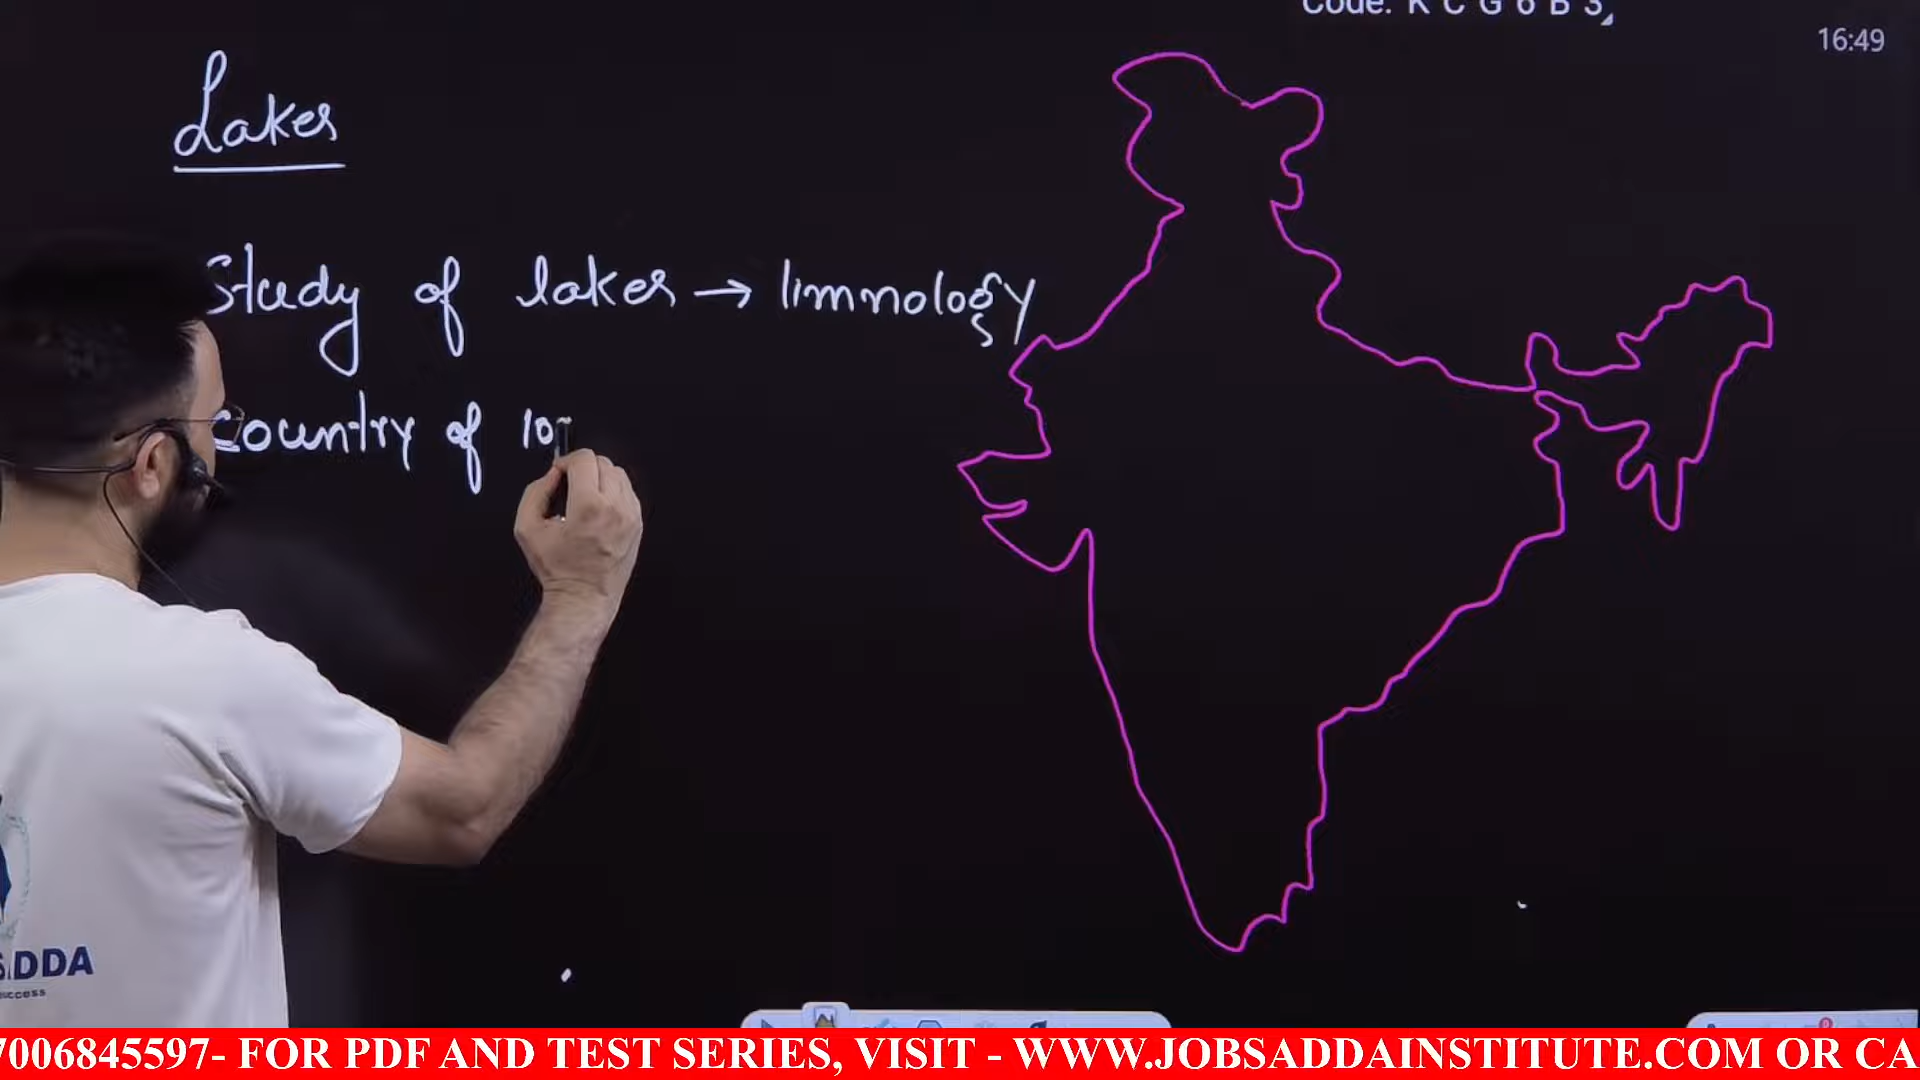 Code: K C G 6 B 3
16:49
Lakes
Study of lakes → limnology
Country of 10
DDA
7006845597- FOR PDF AND TEST SERIES, VISIT - WWW.JOBSADDAINSTITUTE.COM OR CA